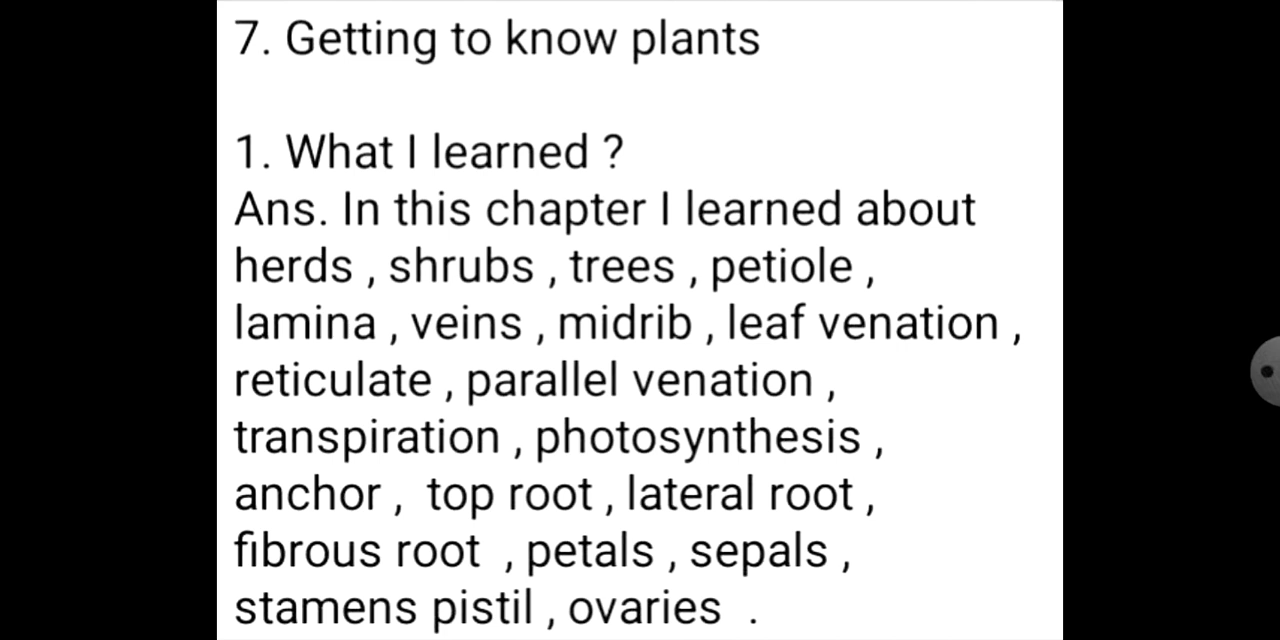 7. Getting to know plants
1. What I learned ?
Ans. In this chapter I learned about
herds , shrubs , trees , petiole ,
lamina , veins , midrib , leaf venation ,
reticulate , parallel venation ,
transpiration , photosynthesis ,
anchor ,  top root , lateral root ,
fibrous root  , petals , sepals ,
stamens pistil , ovaries  .